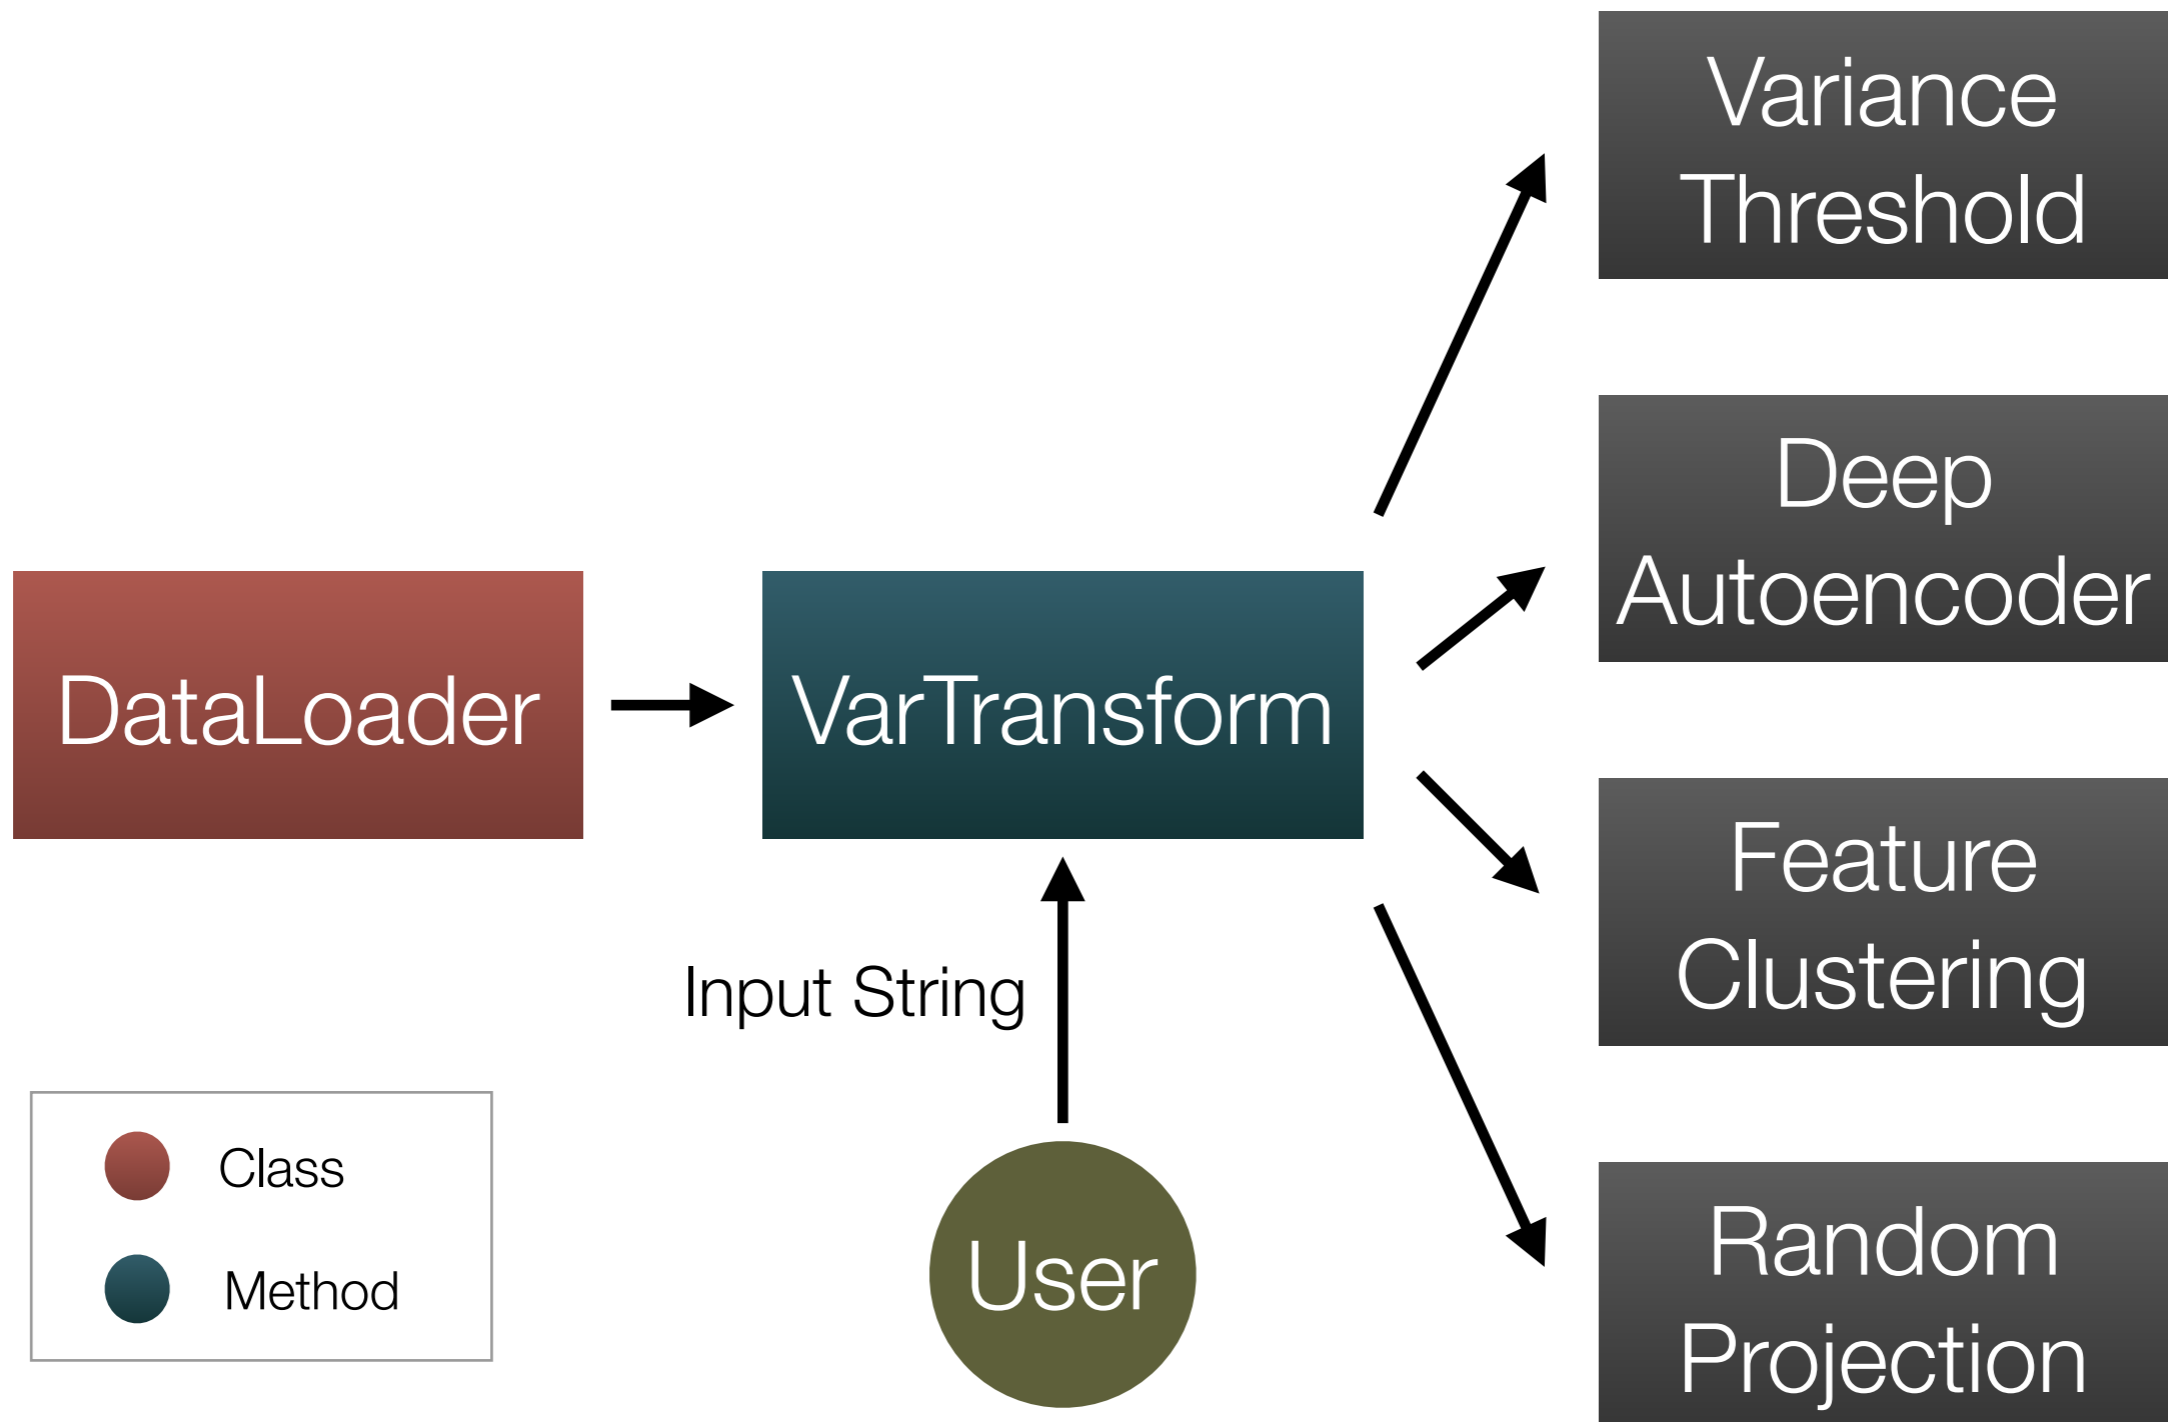 Variance
Threshold
Deep
Autoencoder
DataLoader
VarTransform
Feature
Clustering
Input String
Class
Method
User
Random
Projection